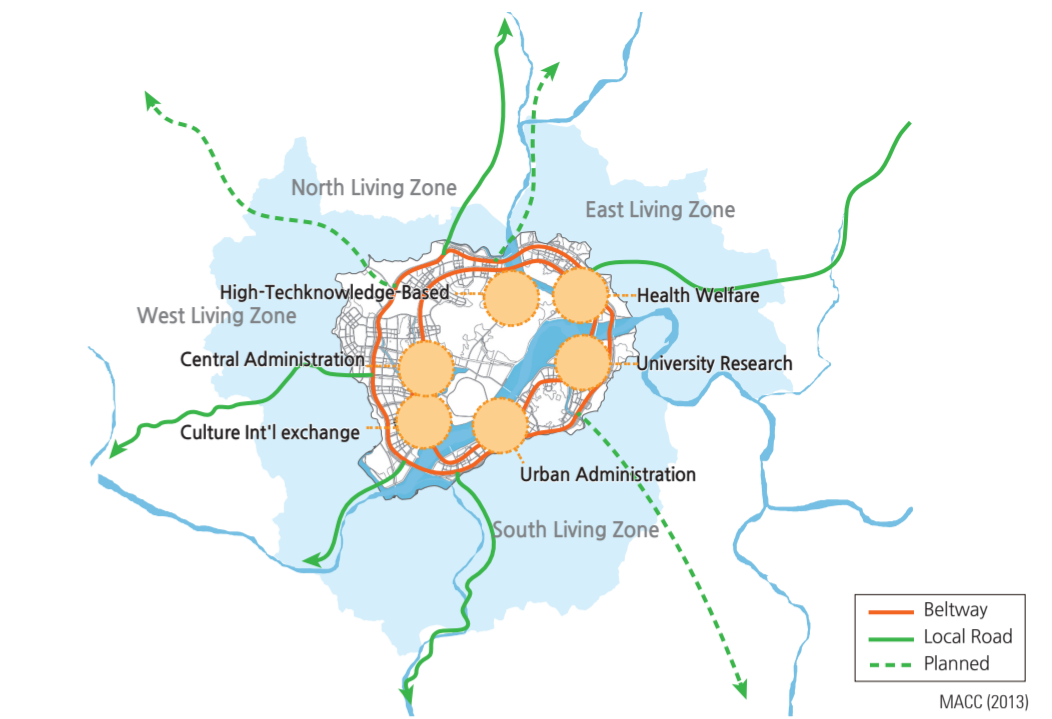 North Living Zone
East Living Zone
High-Techknowledge-Based
Health Welfare
West Living Zone
Central Administration
University Research
Culture Int'l exchange
Urban Administration
South Living Zone
Beltway
Local Road
Planned
MACC (2013)